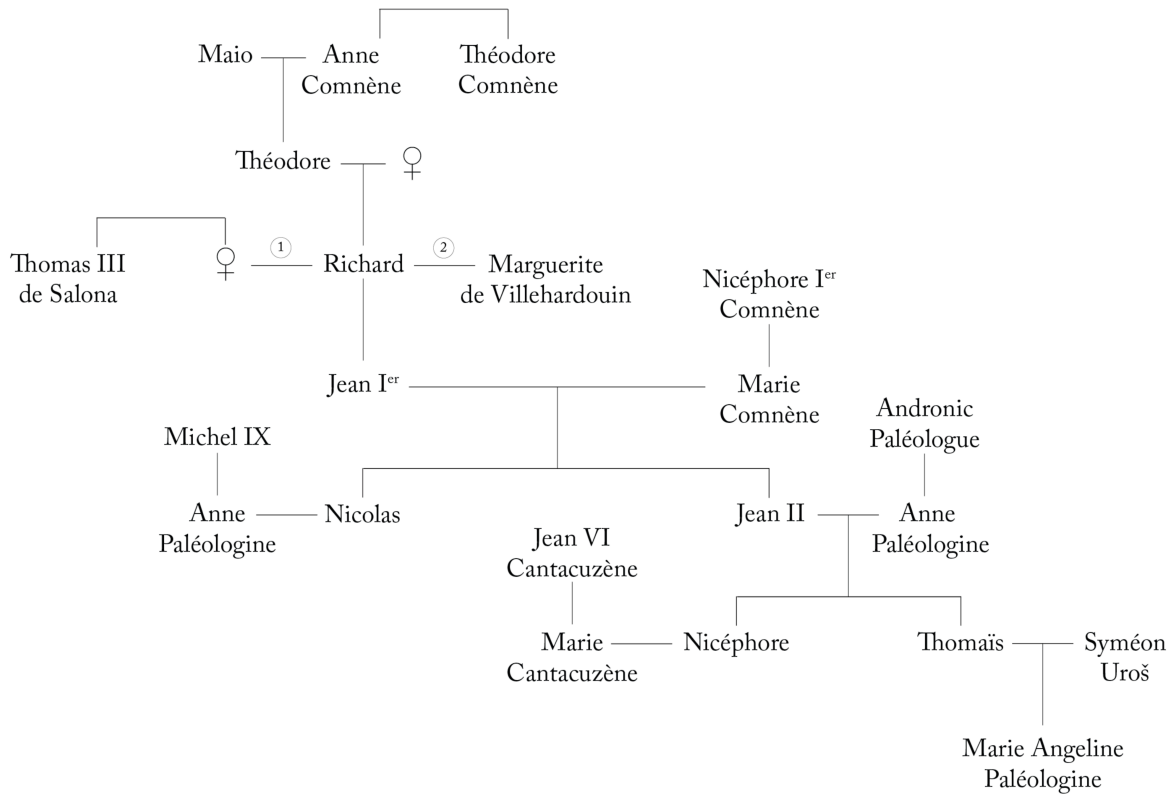 Maio
Anne
Comnène
Théodore
Comnène
Théodore
♀
Thomas III
de Salona
♀
1
Richard
2
Marguerite
de Villehardouin
Nicéphore Ier
Comnène
Jean Ier
Marie
Comnène
Michel IX
Andronic
Paléologue
Anne
Paléologine
Nicolas
Jean II
Anne
Paléologine
Jean VI
Cantacuzène
Marie
Cantacuzène
Nicéphore
Thomaïs
Syméon
Uroš
Marie Angeline
Paléologine